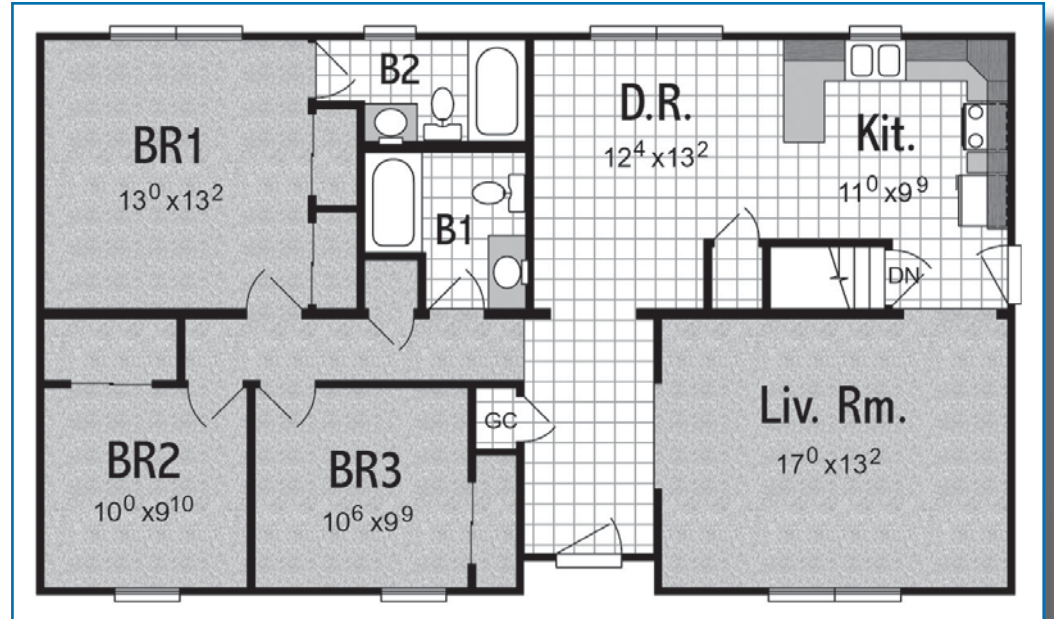 B2
D.R.
12⁴ x13²
BR1
13⁰ x13²
Kit.
11⁰ x9⁹
B1
DN
Liv. Rm.
17⁰ x13²
GC
BR2
10⁰ x9¹⁰
BR3
10⁶ x9⁹